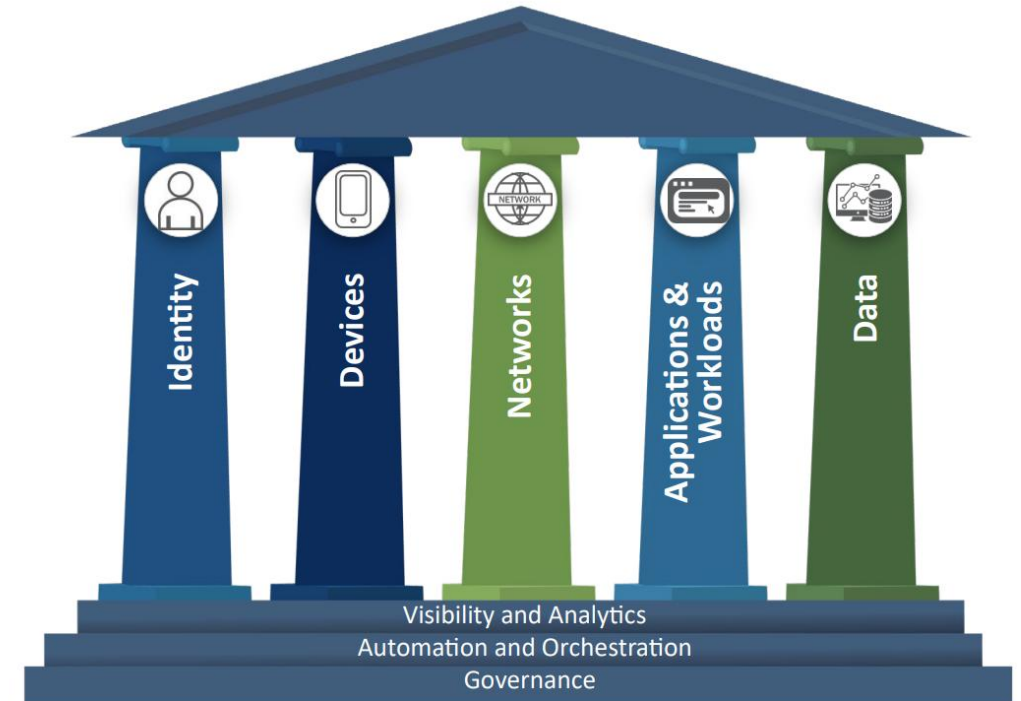 NETWORK
Identity
Devices
Networks
Applications &
Workloads
Data
Visibility and Analytics
Automation and Orchestration
Governance